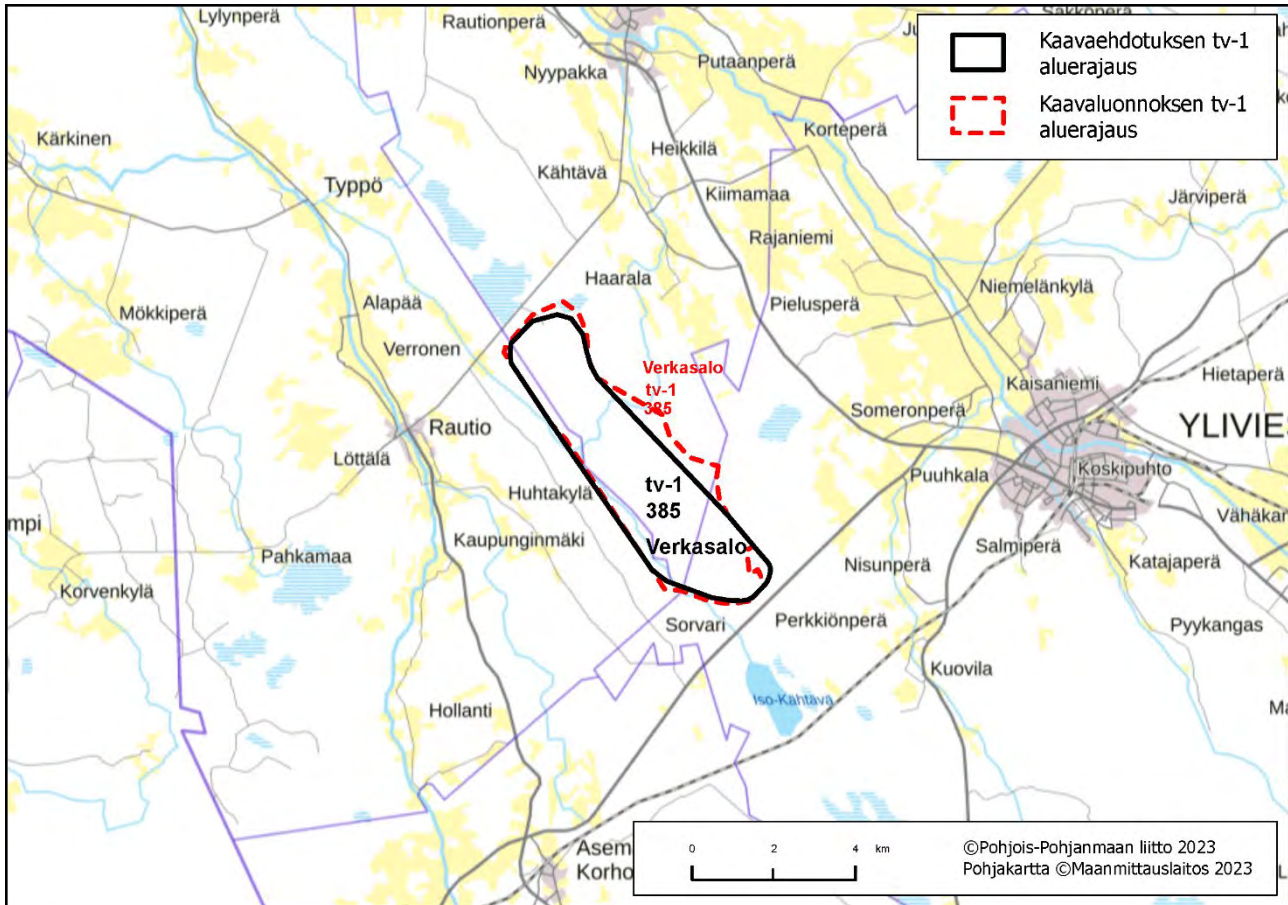 Kaavaehdotuksen tv-1
aluerajaus
Kaavaluonnoksen tv-1
aluerajaus
Lylynperä
Rautionperä
Nyypakka
Putaanperä
Kärkinen
Korteperä
Heikkilä
Kähtävä
Typpö
Kiimamaa
Järviperä
Rajaniemi
Haarala
Niemelänkylä
Alapää
Pielusperä
Mökkiperä
Verronen
Verkasalo
tv-1
385
Kaisaniemi
Hietaperä
Someronperä
YLIVIE
Rautio
Löttälä
Puuhkala
Koskipuhto
tv-1
385
Huhtakylä
Vähäkan
mpi
Kaupunginmäki
Verkasalo
Salmiperä
Pahkamaa
Nisunperä
Katajaperä
Korvenkylä
Sorvari
Perkkiönperä
Pyykangas
Kuovila
Iso-Kähtävä
Hollanti
Asem
Korho
0 2 4 km
©Pohjois-Pohjanmaan liitto 2023
Pohjakartta ©Maanmittauslaitos 2023